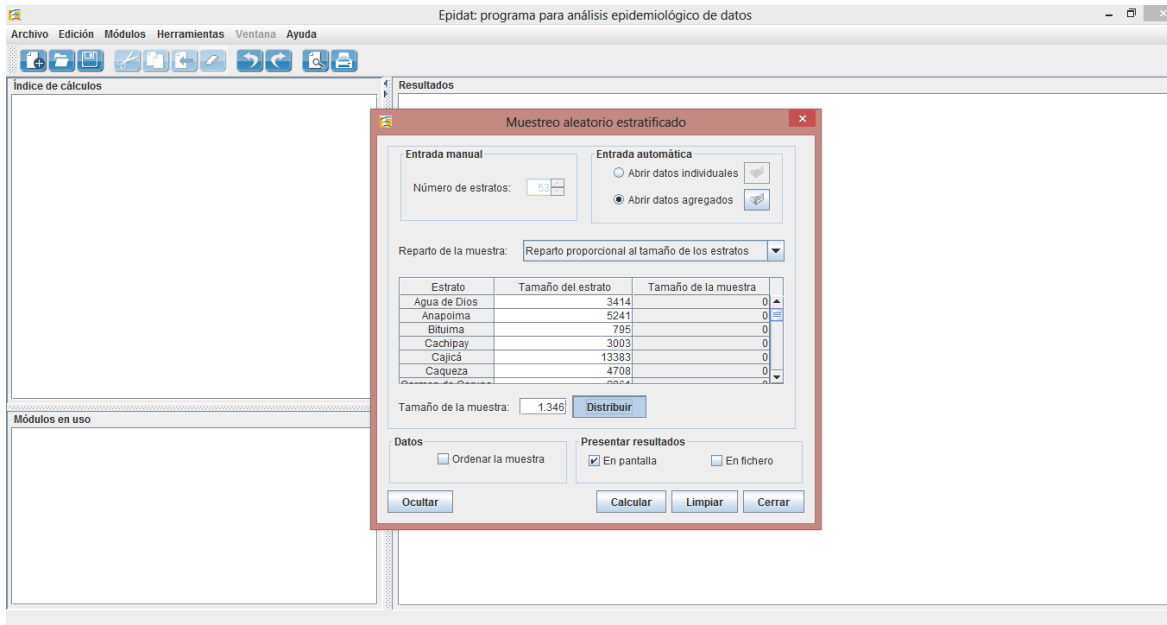 Epidat: programa para análisis epidemiológico de datos
Archivo Edición Módulos Herramientas Ventana Ayuda
Índice de cálculos
Resultados
Muestreo aleatorio estratificado
Entrada manual
Número de estratos: 53
Entrada automática
Abrir datos individuales
Abrir datos agregados
Reparto de la muestra: Reparto proporcional al tamaño de los estratos
Estrato Tamaño del estrato Tamaño de la muestra
Agua de Dios 3414 0
Anapoima 5241 0
Bituima 795 0
Cachipay 3003 0
Cajicá 13383 0
Caqueza 4708 0
Tamaño de la muestra: 1.346 Distribuir
Módulos en uso
Datos
Ordenar la muestra
Presentar resultados
En pantalla En fichero
Ocultar Calcular Limpiar Cerrar